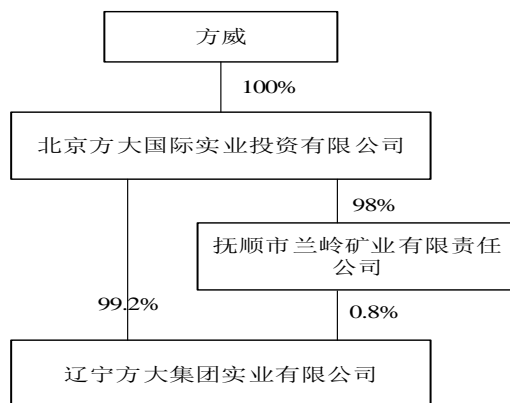 方威
100%
北京方大国际实业投资有限公司
98%
抚顺市兰岭矿业有限责任
公司
99.2%
0.8%
辽宁方大集团实业有限公司